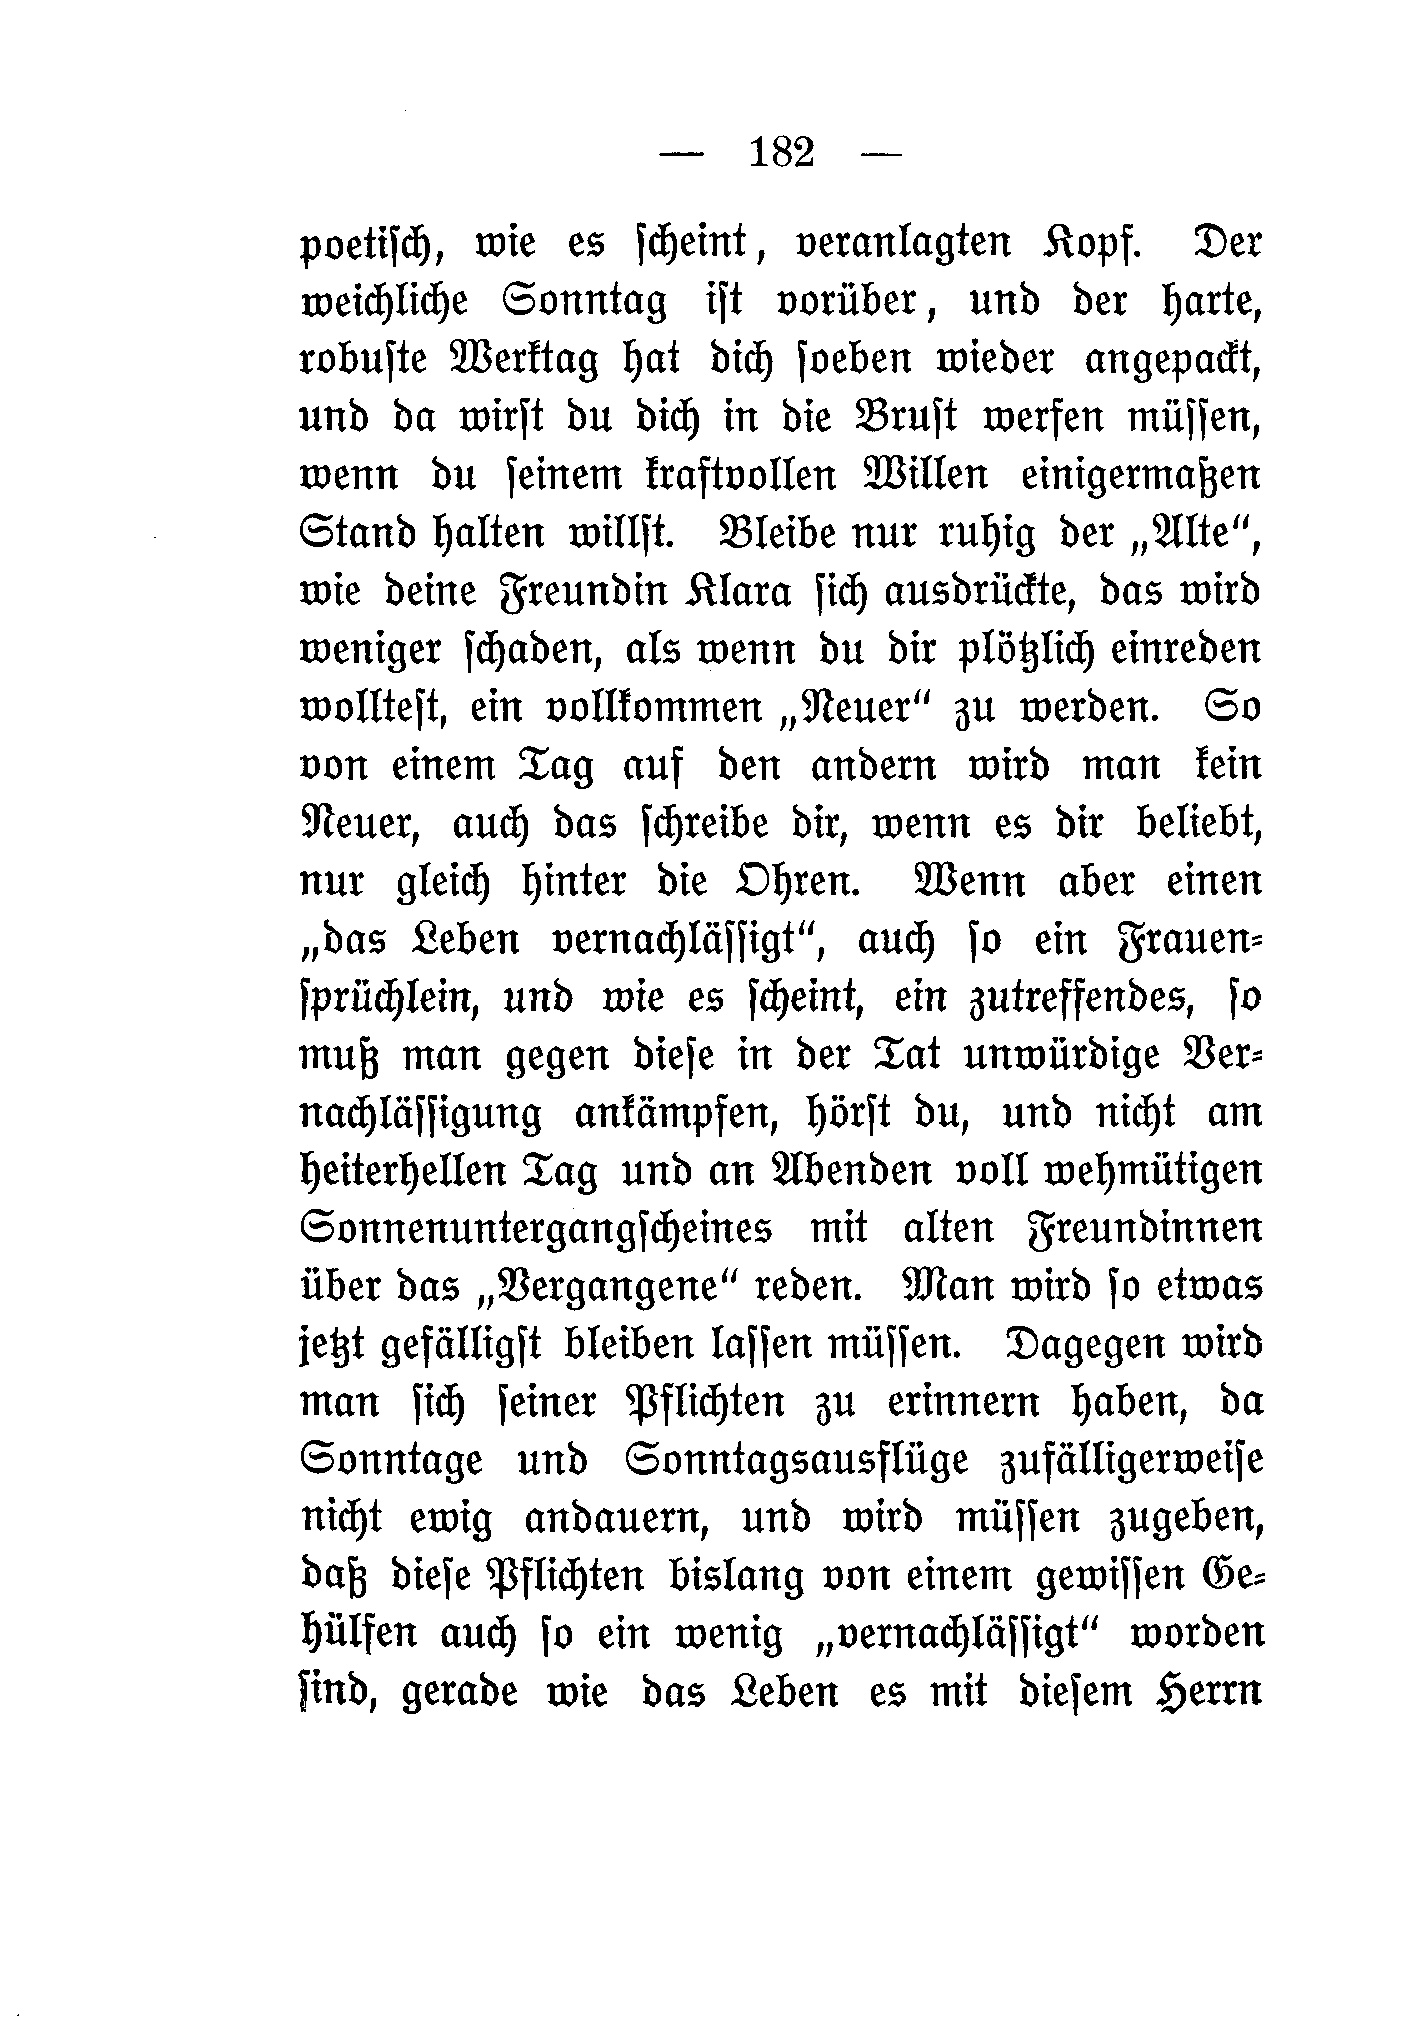 — 182 —
poetiſch, wie es ſcheint, veranlagten Kopf. Der
weichliche Sonntag iſt vorüber, und der harte,
robuſte Werktag hat dich ſoeben wieder angepackt,
und da wirſt du dich in die Bruſt werfen müſſen,
wenn du ſeinem kraftvollen Willen einigermaßen
Stand halten willſt. Bleibe nur ruhig der „Alte“,
wie deine Freundin Klara ſich ausdrückte, das wird
weniger ſchaden, als wenn du dir plötzlich einreden
wollteſt, ein vollkommen „Neuer“ zu werden. So
von einem Tag auf den andern wird man kein
Neuer, auch das ſchreibe dir, wenn es dir beliebt,
nur gleich hinter die Ohren. Wenn aber einen
„das Leben vernachläſſigt“, auch ſo ein Frauen-
ſprüchlein, und wie es ſcheint, ein zutreffendes, ſo
muß man gegen dieſe in der Tat unwürdige Ver-
nachläſſigung ankämpfen, hörſt du, und nicht am
heiterhellen Tag und an Abenden voll wehmütigen
Sonnenuntergangſcheines mit alten Freundinnen
über das „Vergangene“ reden. Man wird ſo etwas
jetzt gefälligſt bleiben laſſen müſſen. Dagegen wird
man ſich ſeiner Pflichten zu erinnern haben, da
Sonntage und Sonntagsausflüge zufälligerweiſe
nicht ewig andauern, und wird müſſen zugeben,
daß dieſe Pflichten bislang von einem gewiſſen Ge-
hülfen auch ſo ein wenig „vernachläſſigt“ worden
ſind, gerade wie das Leben es mit dieſem Herrn